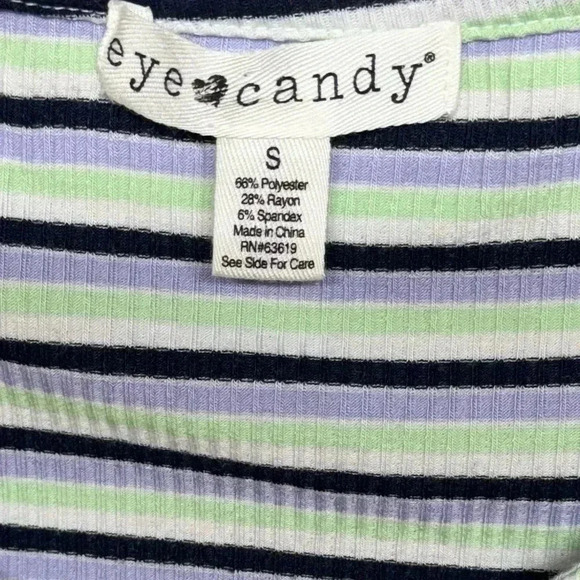 eye candy®
S
66% Polyester
28% Rayon
6% Spandex
Made in China
RN#63619
See Side For Care